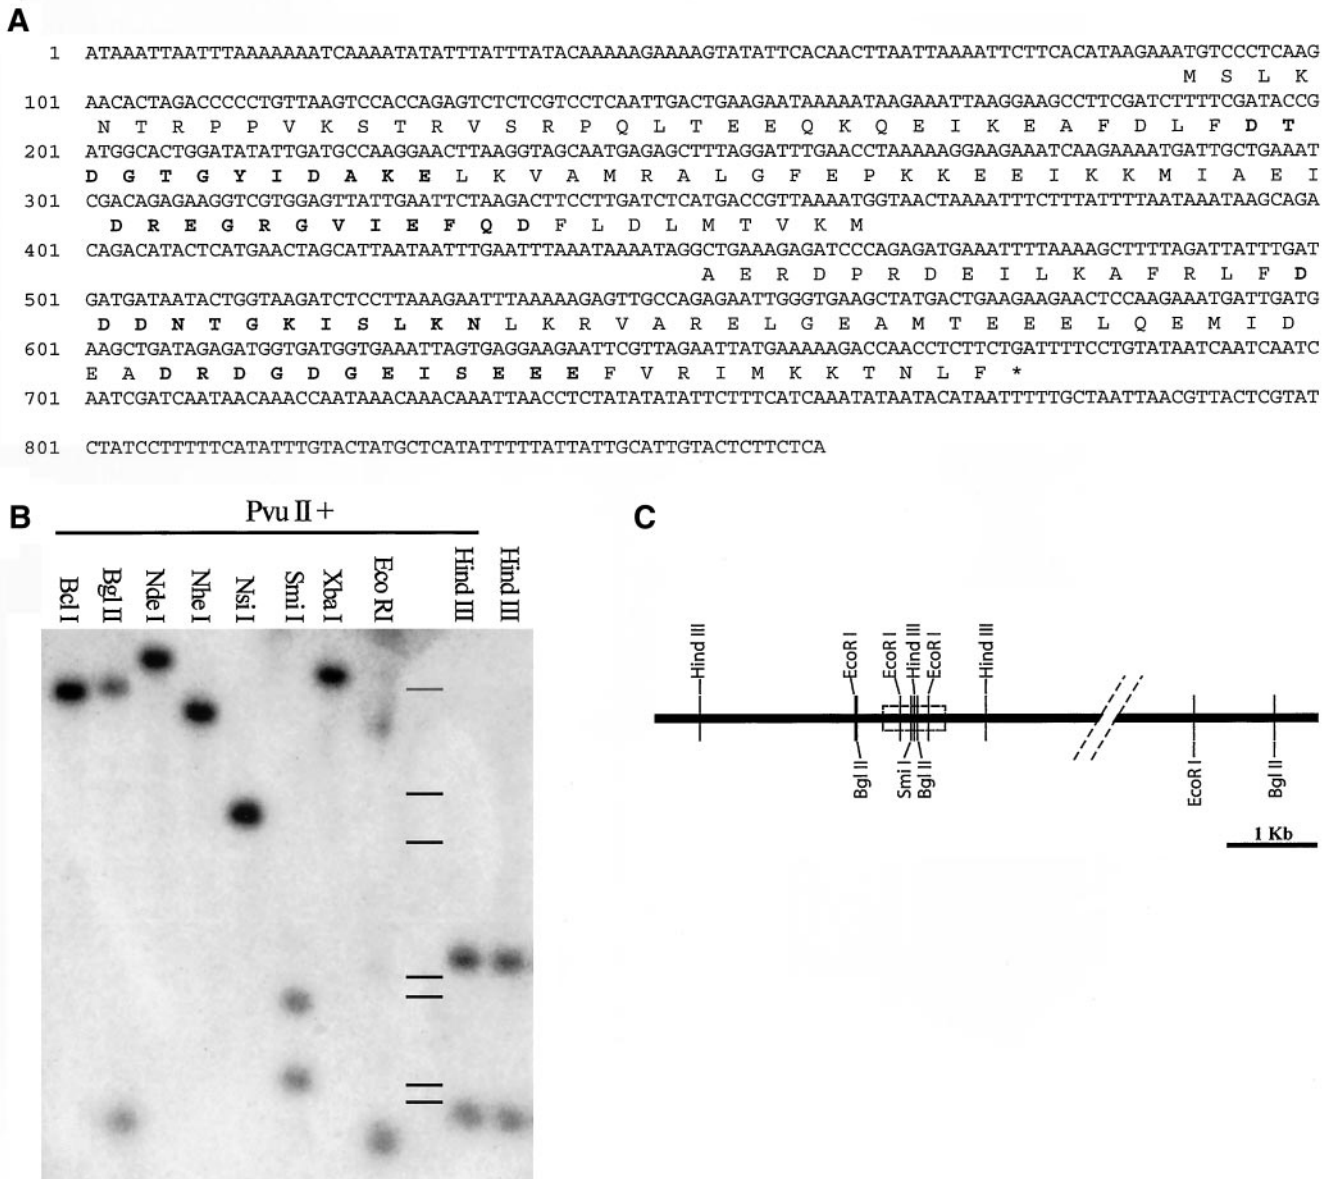 A
1 ATAAATTAATTTAAAAAAATCAAAATATATTTATTTATACAAAAAGAAAAGTATATTCACAACTTAATTAAAATTCTTCACATAAGAAATGTCCCTCAAG
M S L K
101 AACACTAGACCCCCTGTTAAGTCCACCAGAGTCTCTCGTCCTCAATTGACTGAAGAATAAAAATAAGAAATTAAGGAAGCCTTCGATCTTTTCGATACCG
N T R P P V K S T R V S R P Q L T E E Q K Q E I K E A F D L F D T
201 ATGGCACTGGATATATTGATGCCAAGGAACTTAAGGTAGCAATGAGAGCTTTAGGATTTGAACCTAAAAAGGAAGAAATCAAGAAAATGATTGCTGAAAT
D G T G Y I D A K E L K V A M R A L G F E P K K E E I K K M I A E I
301 CGACAGAGAAGGTCGTGGAGTTATTGAATTCTAAGACTTCCTTGATCTCATGACCGTTAAAATGGTAACTAAAATTTCTTTATTTTAATAAATAAGCAGA
D R E G R G V I E F Q D F L D L M T V K M
401 CAGACATACTCATGAACTAGCATTAATAATTTGAATTTAAATAAAATAGGCTGAAAGAGATCCCAGAGATGAAATTTTAAAAGCTTTTAGATTATTTGAT
A E R D P R D E I L K A F R L F D
501 GATGATAATACTGGTAAGATCTCCTTAAAGAATTTAAAAAGAGTTGCCAGAGAATTGGGTGAAGCTATGACTGAAGAAGAACTCCAAGAAATGATTGATG
D D N T G K I S L K N L K R V A R E L G E A M T E E E L Q E M I D
601 AAGCTGATAGAGATGGTGATGGTGAAATTAGTGAGGAAGAATTCGTTAGAATTATGAAAAAGACCAACCTCTTCTGATTTTCCTGTATAATCAATCAATC
E A D R D G D G E I S E E E F V R I M K K T N L F *
701 AATCGATCAATAACAAACCAATAAACAAACAAATTAACCTCTATATATATTCTTTCATCAAATATAATACATAATTTTTGCTAATTAACGTTACTCGTAT
801 CTATCCTTTTTCATATTTGTACTATGCTCATATTTTTATTATTGCATTGTACTCTTCTCA
B
Pvu II +
Bcl I
Bgl II
Nde I
Nhe I
Nsi I
Smi I
Xba I
Eco RI
Hind III
Hind III
C
Hind III
EcoR I
EcoR I
Hind III
EcoR I
Hind III
Bgl II
Smi I
Bgl II
EcoR I
Bgl II
1 Kb